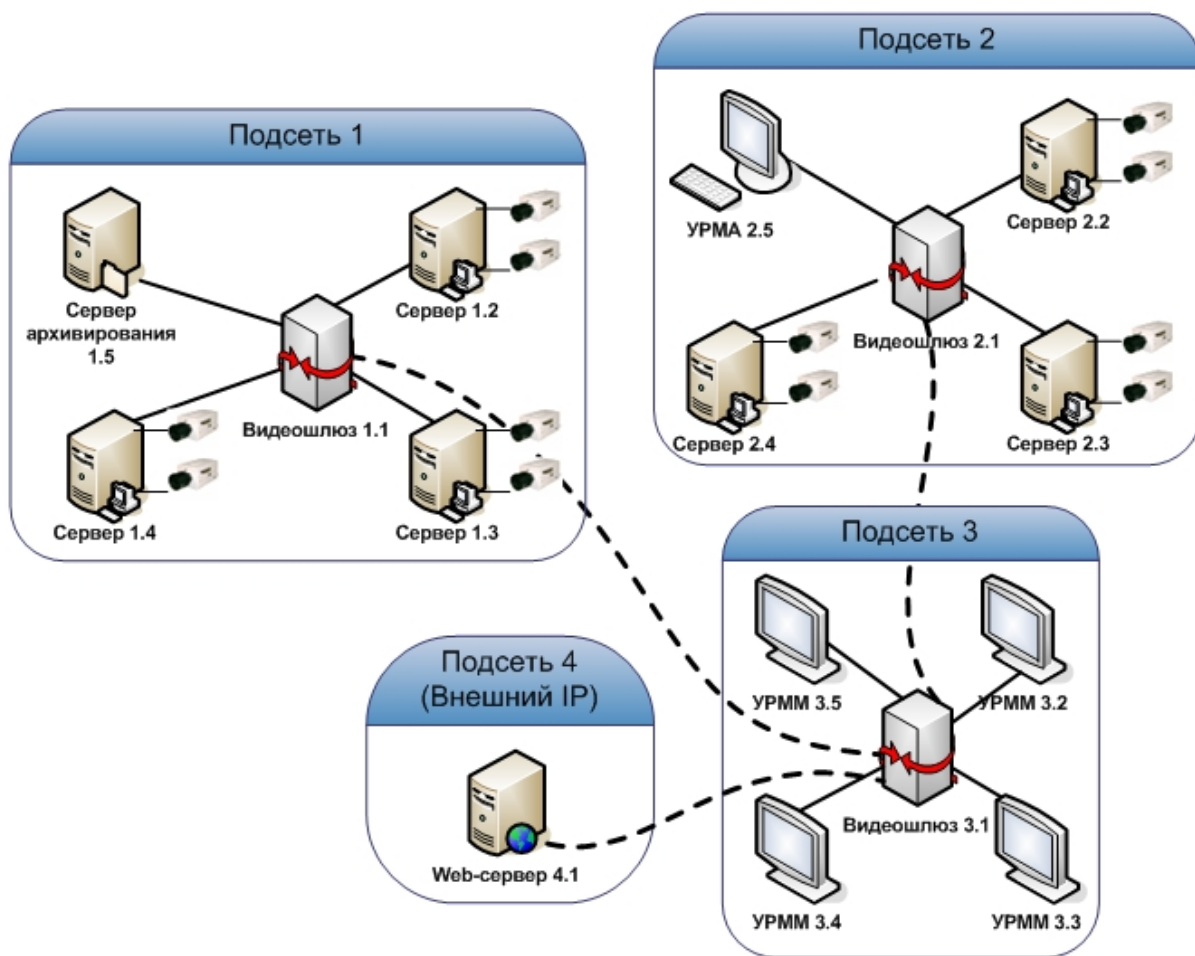 Подсеть 1
Сервер
архивирования
1.5
Сервер 1.2
Видеошлюз 1.1
Сервер 1.4
Сервер 1.3
Подсеть 2
УРМА 2.5
Сервер 2.2
Видеошлюз 2.1
Сервер 2.4
Сервер 2.3
Подсеть 3
УРММ 3.5
УРММ 3.2
Видеошлюз 3.1
УРММ 3.4
УРММ 3.3
Подсеть 4
(Внешний IP)
Web-сервер 4.1